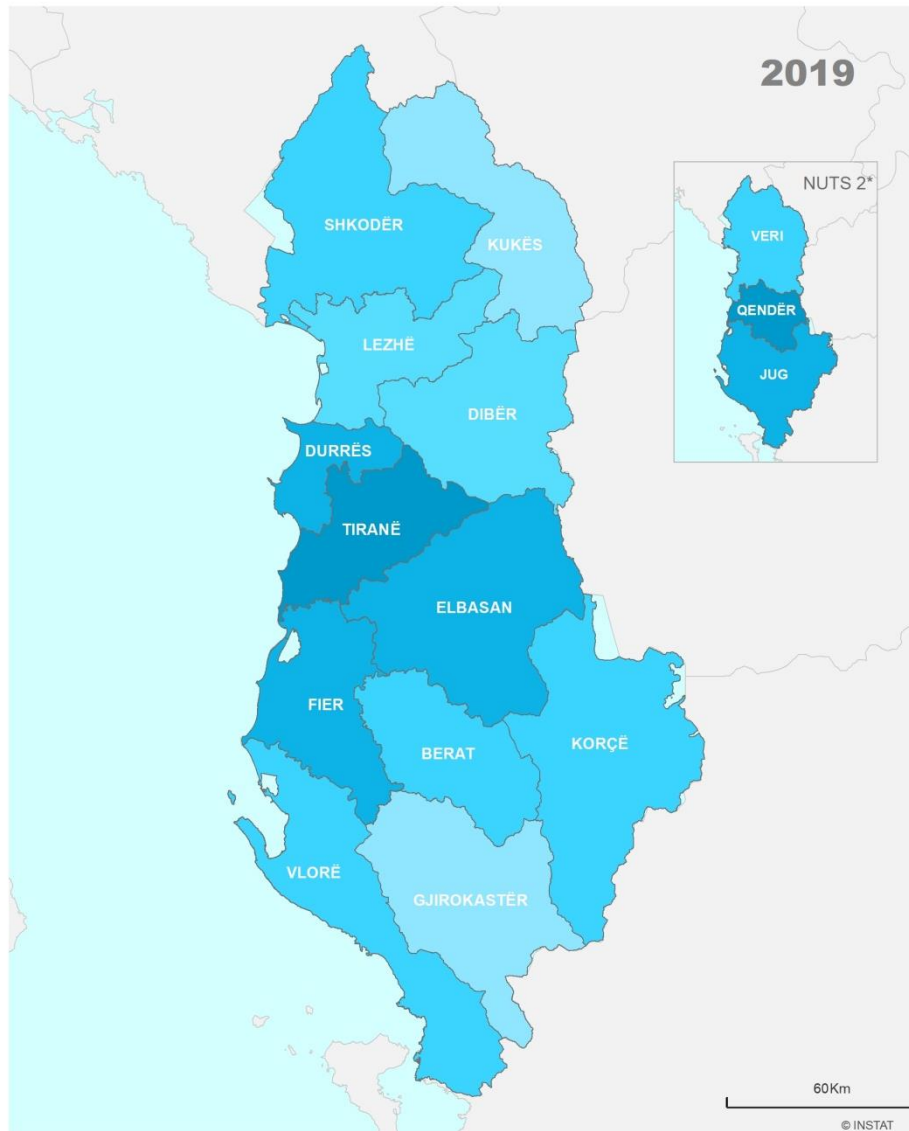 2019
NUTS 2*
VERI
QENDËR
JUG
SHKODËR
KUKËS
LEZHË
DIBËR
DURRËS
TIRANË
ELBASAN
FIER
BERAT
KORÇË
VLORË
GJIROKASTËR
60Km
© INSTAT